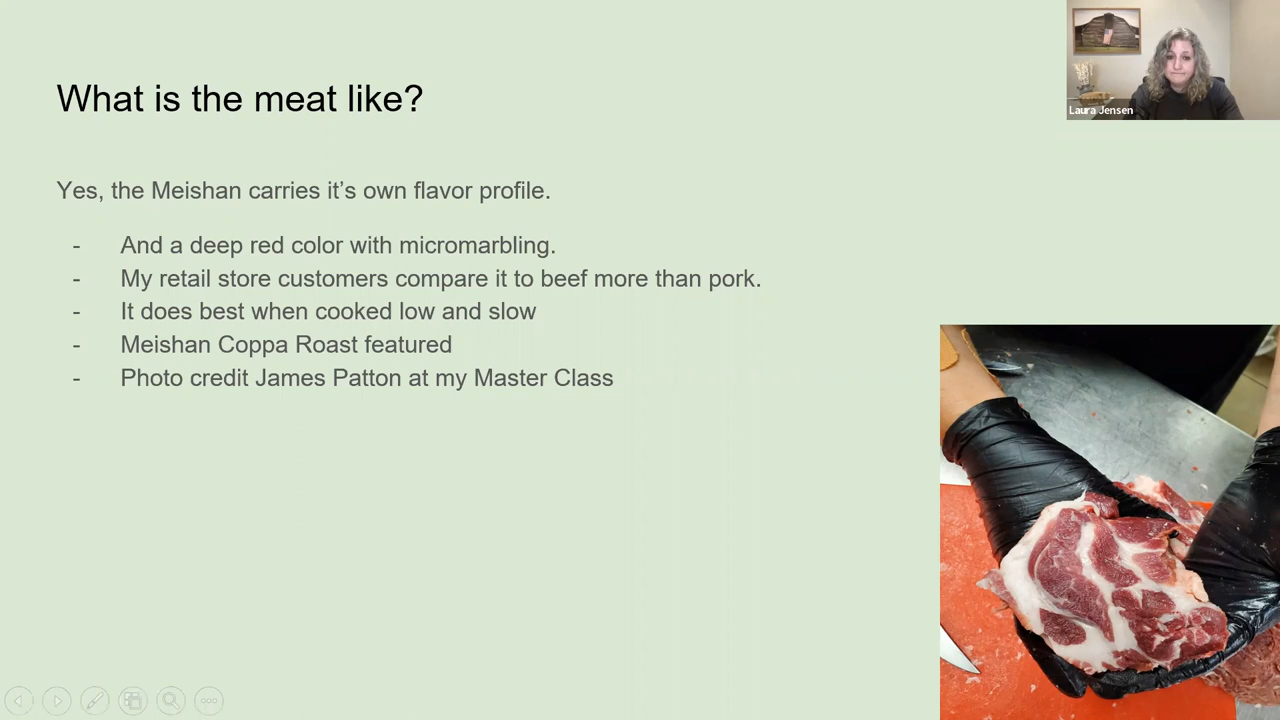 Laura Jensen
What is the meat like?
Yes, the Meishan carries it's own flavor profile.
- And a deep red color with micromarbling.
- My retail store customers compare it to beef more than pork.
- It does best when cooked low and slow
- Meishan Coppa Roast featured
- Photo credit James Patton at my Master Class